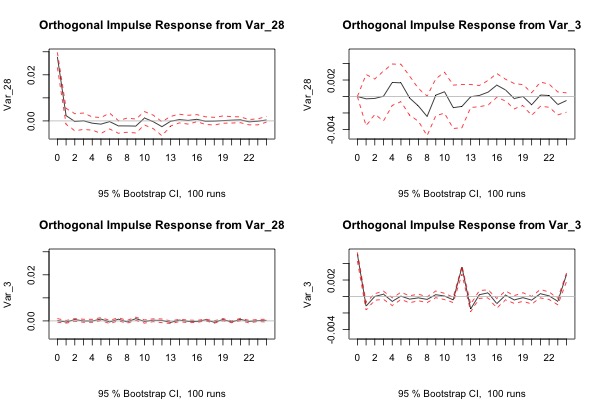 Orthogonal Impulse Response from Var_28
Var_28
0.00 0.02
0 2 4 6 8 10 13 16 19 22
95 % Bootstrap CI, 100 runs
Orthogonal Impulse Response from Var_3
Var_28
-0.004 0.002
0 2 4 6 8 10 13 16 19 22
95 % Bootstrap CI, 100 runs
Orthogonal Impulse Response from Var_28
Var_3
0.00 0.02
0 2 4 6 8 10 13 16 19 22
95 % Bootstrap CI, 100 runs
Orthogonal Impulse Response from Var_3
Var_3
-0.004 0.002
0 2 4 6 8 10 13 16 19 22
95 % Bootstrap CI, 100 runs